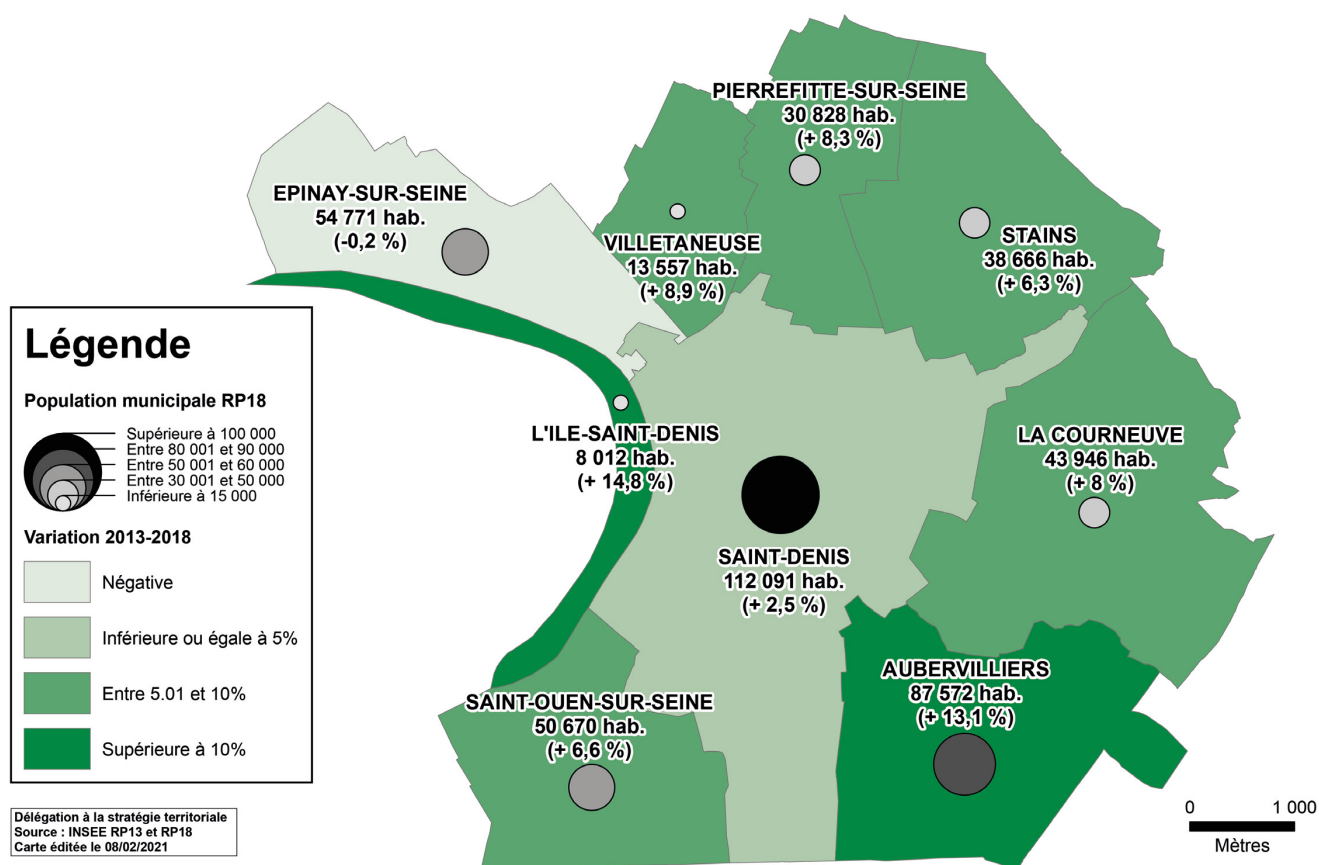 PIERREFITTE-SUR-SEINE
30 828 hab.
(+ 8,3 %)
EPINAY-SUR-SEINE
54 771 hab.
(-0,2 %)
VILLETANEUSE
13 557 hab.
(+ 8,9 %)
STAINS
38 666 hab.
(+ 6,3 %)
L'ILE-SAINT-DENIS
8 012 hab.
(+ 14,8 %)
LA COURNEUVE
43 946 hab.
(+ 8 %)
SAINT-DENIS
112 091 hab.
(+ 2,5 %)
AUBERVILLIERS
87 572 hab.
(+ 13,1 %)
SAINT-OUEN-SUR-SEINE
50 670 hab.
(+ 6,6 %)
Légende
Population municipale RP18
Supérieure à 100 000
Entre 80 001 et 90 000
Entre 50 001 et 60 000
Entre 30 001 et 50 000
Inférieure à 15 000
Variation 2013-2018
Négative
Inférieure ou égale à 5%
Entre 5.01 et 10%
Supérieure à 10%
Délégation à la stratégie territoriale
Source : INSEE RP13 et RP18
Carte éditée le 08/02/2021
0 1 000
Mètres